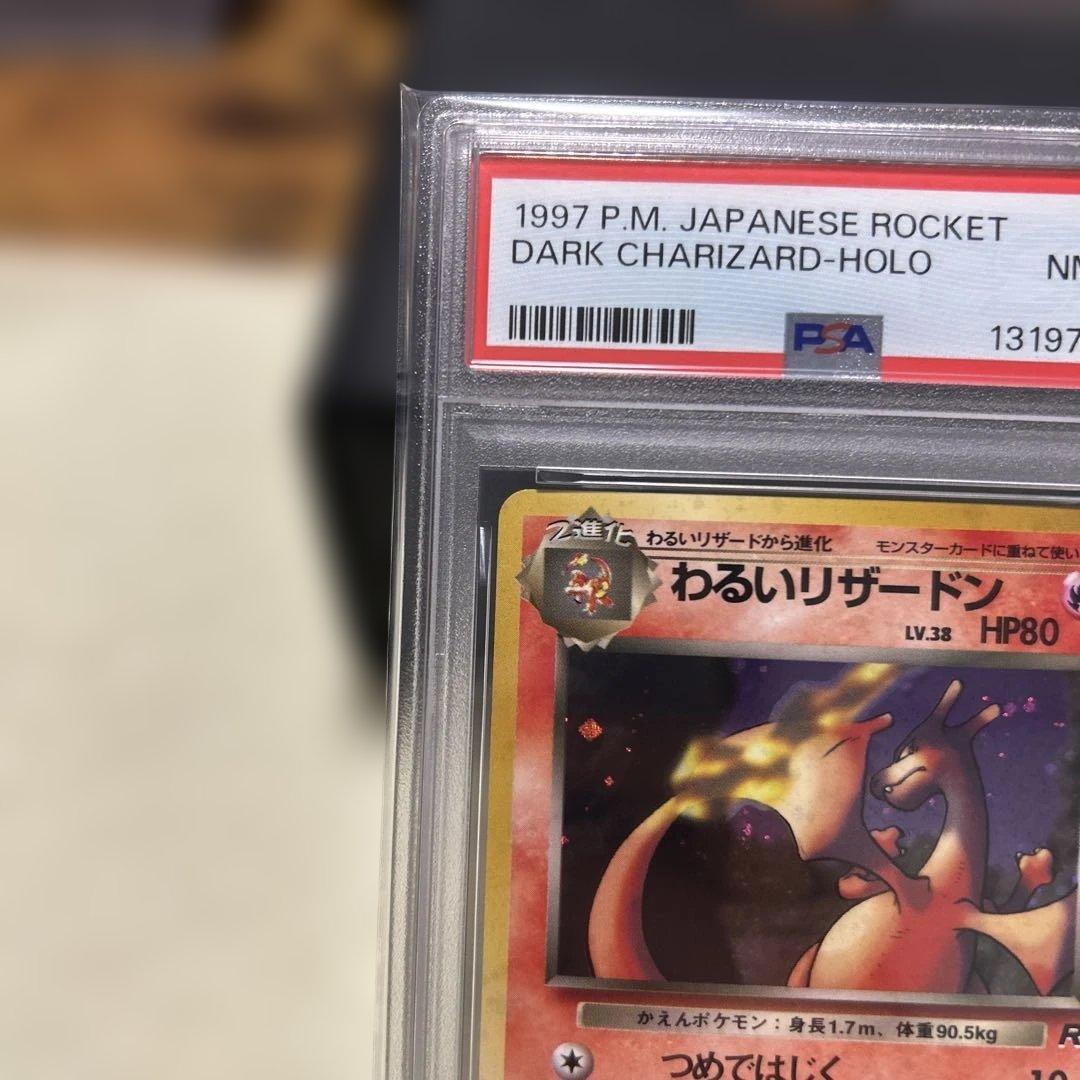 1997 P.M. JAPANESE ROCKET
DARK CHARIZARD-HOLO
NM
PSA
13197
2進化
わるいリザードから進化
モンスターカードに重ねて使い
わるいリザードン
LV.38 HP80
かえんポケモン：身長1.7m、体重90.5kg
R
つめではじく
10